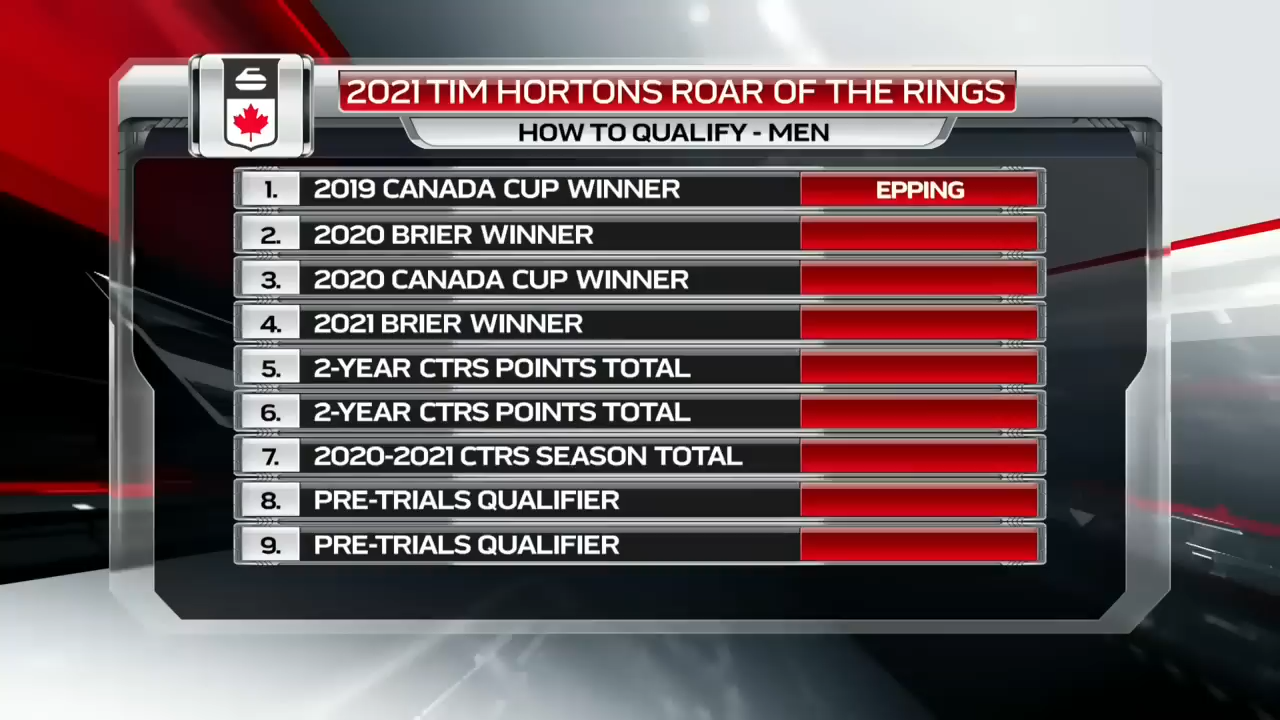 2021 TIM HORTONS ROAR OF THE RINGS
HOW TO QUALIFY - MEN
1. 2019 CANADA CUP WINNER EPPING
2. 2020 BRIER WINNER
3. 2020 CANADA CUP WINNER
4. 2021 BRIER WINNER
5. 2-YEAR CTRS POINTS TOTAL
6. 2-YEAR CTRS POINTS TOTAL
7. 2020-2021 CTRS SEASON TOTAL
8. PRE-TRIALS QUALIFIER
9. PRE-TRIALS QUALIFIER